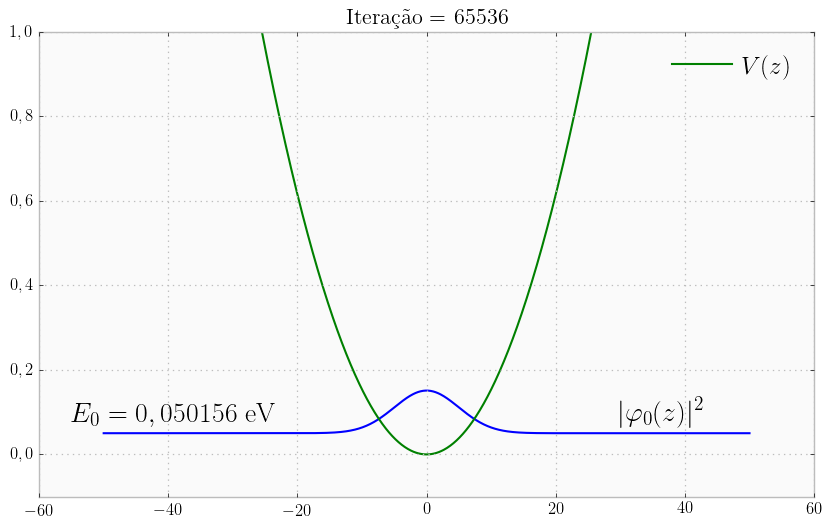 Iteração = 65536
1,0
V(z)
0,8
0,6
0,4
0,2
E₀ = 0,050156 eV
|φ₀(z)|²
0,0
−60 −40 −20 0 20 40 60